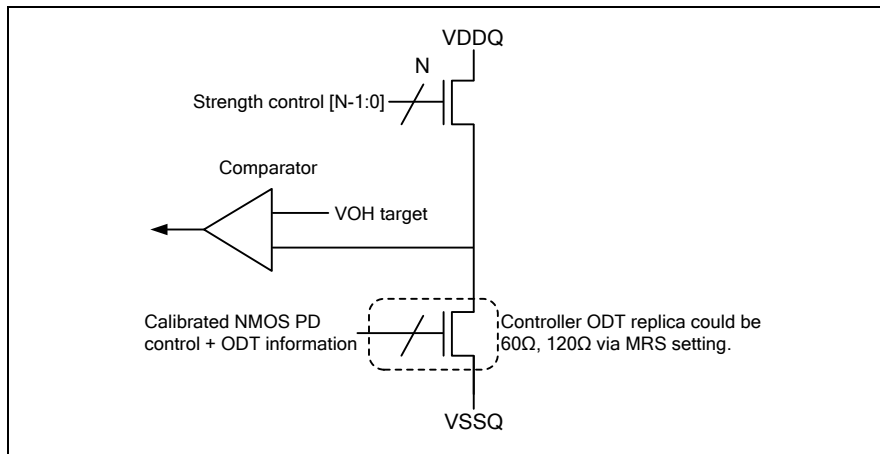 VDDQ
N
Strength control [N-1:0]
Comparator
VOH target
Calibrated NMOS PD
control + ODT information
Controller ODT replica could be
60Ω, 120Ω via MRS setting.
VSSQ